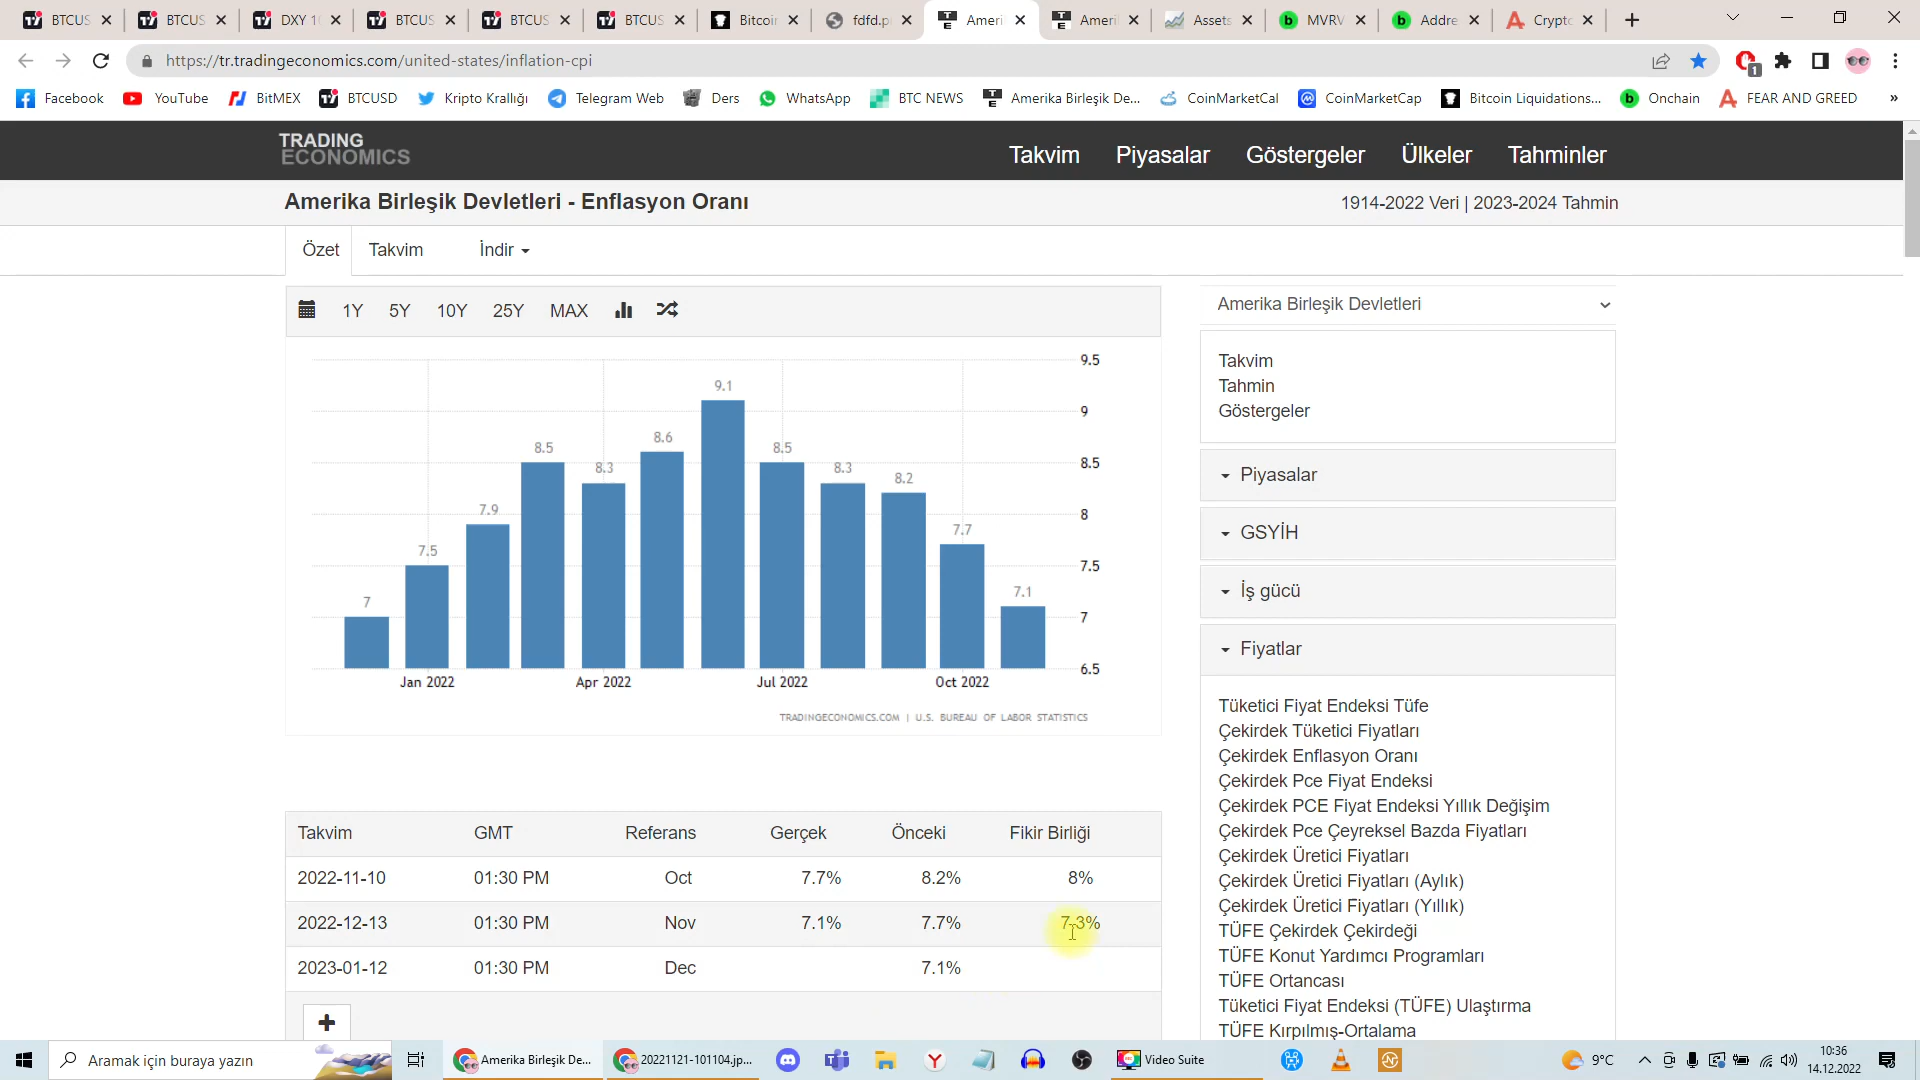 BTCUS
BTCUS
DXY 1
BTCUS
BTCUS
BTCUS
Bitcoin
fdfd.p
Ameri
Ameri
Assets
MVRV
Addre
Crypto
https://tr.tradingeconomics.com/united-states/inflation-cpi
1
Facebook
YouTube
BitMEX
BTCUSD
Kripto Krallığı
Telegram Web
Ders
WhatsApp
BTC NEWS
Amerika Birleşik De...
CoinMarketCal
CoinMarketCap
Bitcoin Liquidations...
Onchain
FEAR AND GREED
»
TRADING
ECONOMICS
Takvim
Piyasalar
Göstergeler
Ülkeler
Tahminler
Amerika Birleşik Devletleri - Enflasyon Oranı
1914-2022 Veri | 2023-2024 Tahmin
Özet
Takvim
İndir
1Y
5Y
10Y
25Y
MAX
9.5
9
8.5
8
7.5
7
6.5
7
7.5
7.9
8.5
8.3
8.6
9.1
8.5
8.3
8.2
7.7
7.1
Jan 2022
Apr 2022
Jul 2022
Oct 2022
TRADINGECONOMICS.COM | U.S. BUREAU OF LABOR STATISTICS
Takvim GMT Referans Gerçek Önceki Fikir Birliği
2022-11-10 01:30 PM Oct 7.7% 8.2% 8%
2022-12-13 01:30 PM Nov 7.1% 7.7% 7.3%
2023-01-12 01:30 PM Dec 7.1%
Amerika Birleşik Devletleri
Takvim
Tahmin
Göstergeler
Piyasalar
GSYİH
İş gücü
Fiyatlar
Tüketici Fiyat Endeksi Tüfe
Çekirdek Tüketici Fiyatları
Çekirdek Enflasyon Oranı
Çekirdek Pce Fiyat Endeksi
Çekirdek PCE Fiyat Endeksi Yıllık Değişim
Çekirdek Pce Çeyreksel Bazda Fiyatları
Çekirdek Üretici Fiyatları
Çekirdek Üretici Fiyatları (Aylık)
Çekirdek Üretici Fiyatları (Yıllık)
TÜFE Çekirdek Çekirdeği
TÜFE Konut Yardımcı Programları
TÜFE Ortancası
Tüketici Fiyat Endeksi (TÜFE) Ulaştırma
TÜFE Kırpılmış-Ortalama
Aramak için buraya yazın
Amerika Birleşik De...
20221121-101104.jp...
Video Suite
9°C
10:36
14.12.2022